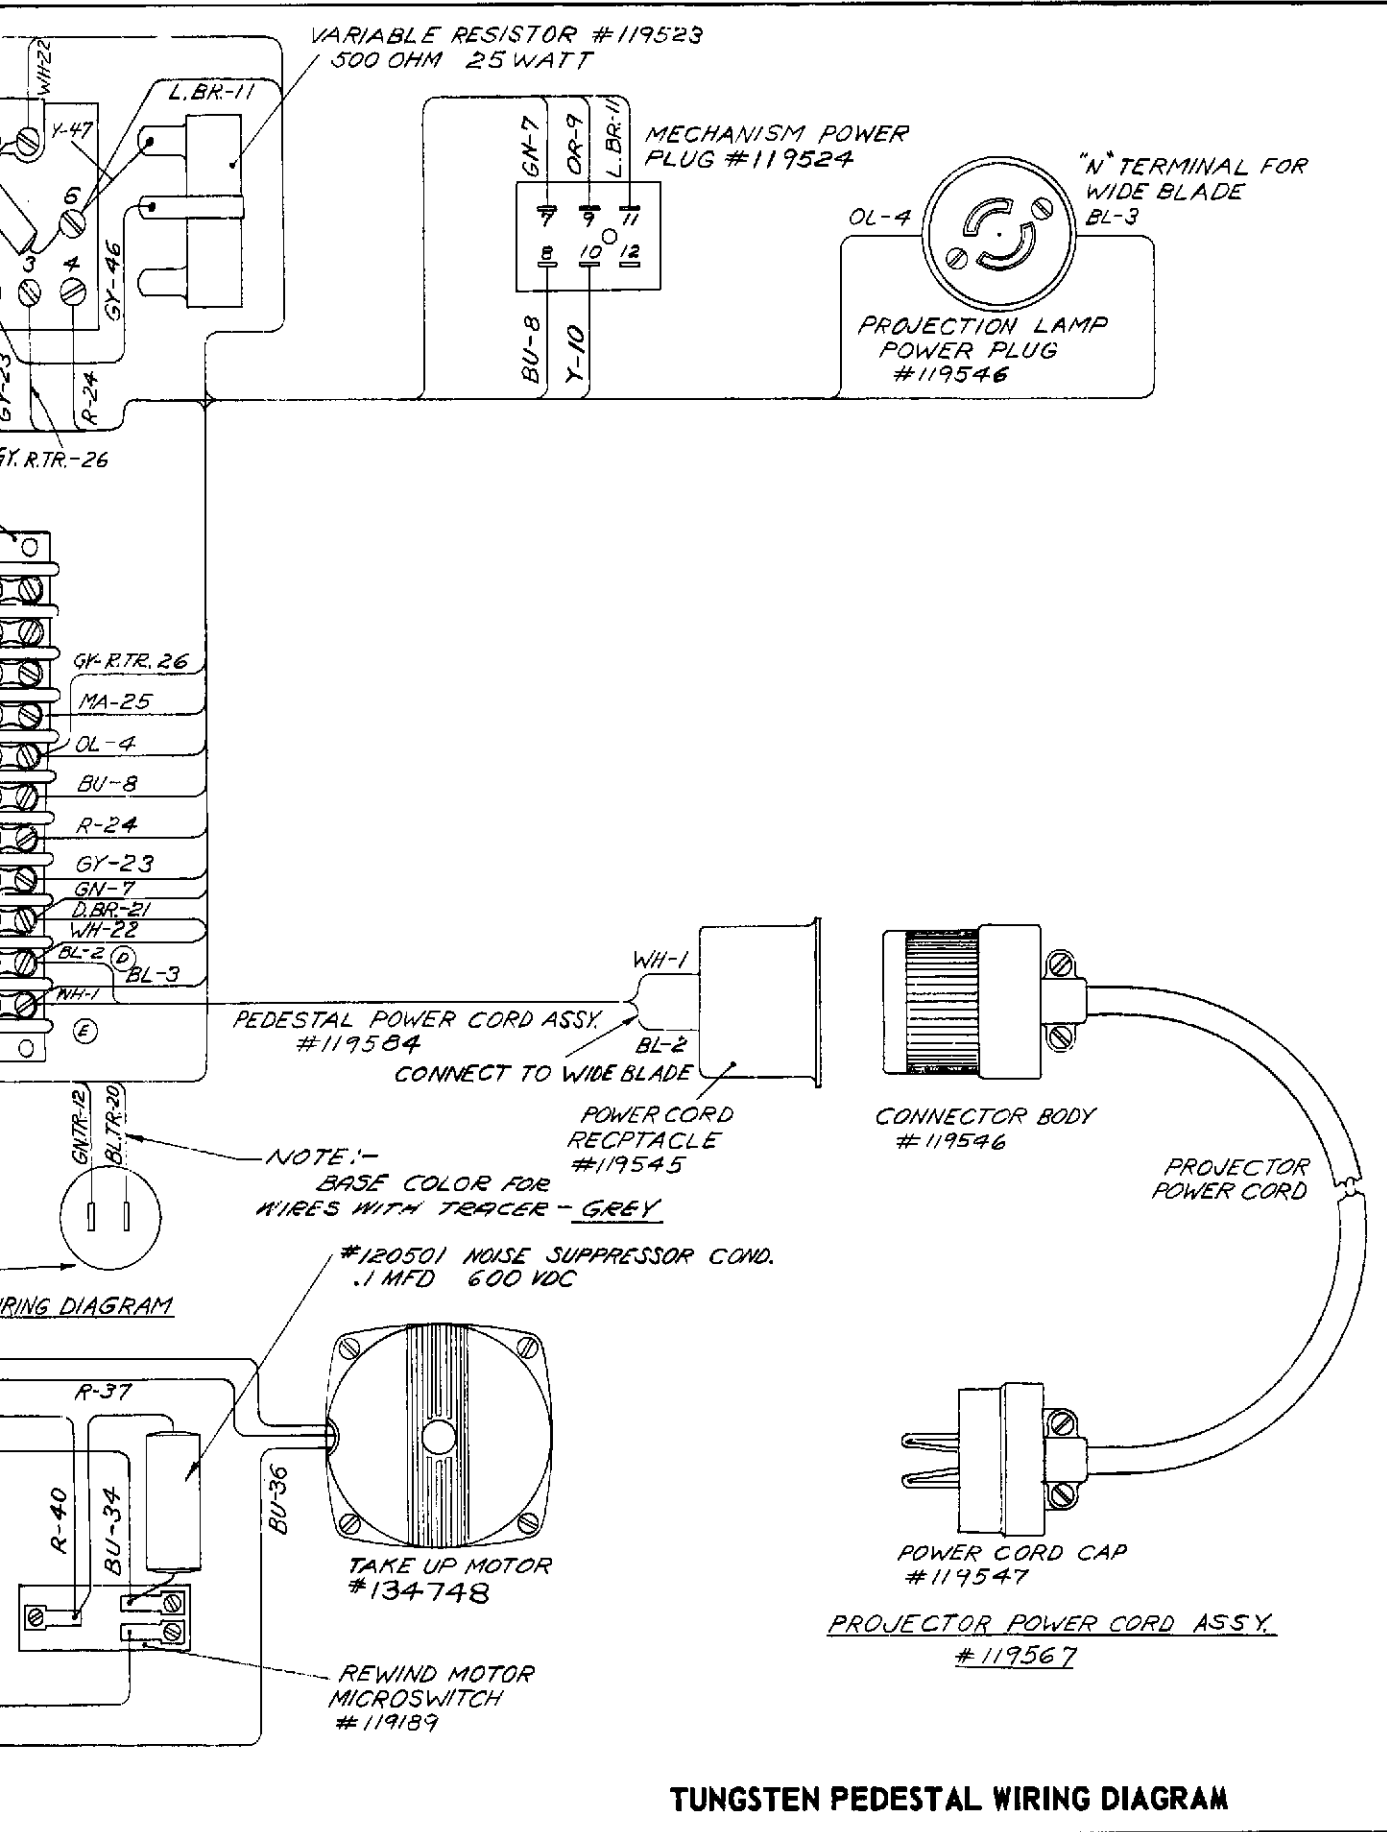 VARIABLE RESISTOR #119523
500 OHM 25 WATT
WH-22
L.BR.-11
Y-47
6
3
4
GY-46
GY-23
R-24
GY. R.TR.-26
GN-7
OR-9
L.BR.-11
MECHANISM POWER
PLUG #119524
7 9 11
8 10 12
BU-8
Y-10
"N" TERMINAL FOR
WIDE BLADE
OL-4
BL-3
PROJECTION LAMP
POWER PLUG
#119546
GY-R.TR. 26
MA-25
OL-4
BU-8
R-24
GY-23
GN-7
D.BR.-21
WH-22
BL-2
D
BL-3
WH-1
E
PEDESTAL POWER CORD ASSY.
#119584
WH-1
BL-2
CONNECT TO WIDE BLADE
POWER CORD
RECPTACLE
#119545
CONNECTOR BODY
#119546
PROJECTOR
POWER CORD
GN.TR-12
BL.TR-20
NOTE:-
BASE COLOR FOR
WIRES WITH TRACER - GREY
#120501 NOISE SUPPRESSOR COND.
.1 MFD 600 VDC
RING DIAGRAM
R-37
R-40
BU-34
BU-36
TAKE UP MOTOR
#134748
POWER CORD CAP
#119547
PROJECTOR POWER CORD ASSY.
#119567
REWIND MOTOR
MICROSWITCH
#119189
TUNGSTEN PEDESTAL WIRING DIAGRAM